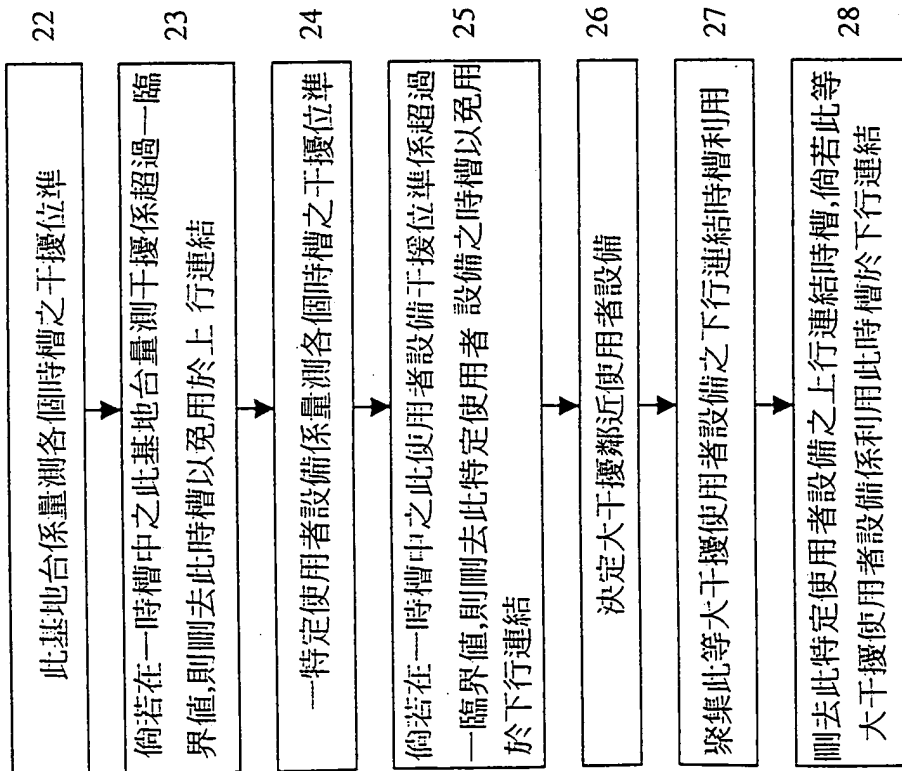 此基地台係量測各個時槽之干擾位準
22
倘若在一時槽中之此基地台量測干擾係超過一臨
界值,則刪去此時槽以免用於上 行連結
23
一特定使用者設備係量測各個時槽之干擾位準
24
倘若在一時槽中之此使用者設備干援位準係超過
一臨界值,則刪去此特定使用者 設備之時槽以免用
於下行連結
25
決定大干擾鄰近使用者設備
26
聚集此等大干擾使用者設備之下行連結時槽利用
27
刪去此特定使用者設備之上行連結時槽,倘若此等
大干擾使用者設備係利用此時槽於下行連結
28